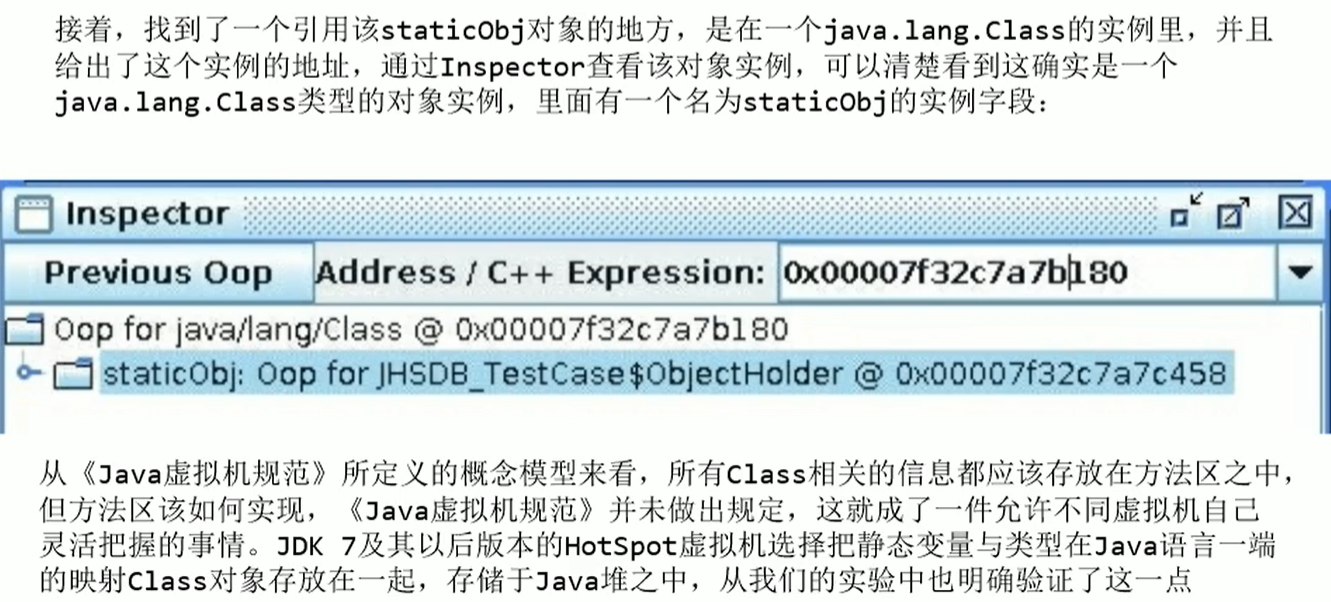 接着，找到了一个引用该staticObj对象的地方，是在一个java.lang.Class的实例里，并且
给出了这个实例的地址，通过Inspector查看该对象实例，可以清楚看到这确实是一个
java.lang.Class类型的对象实例，里面有一个名为staticObj的实例字段：
Inspector
Previous Oop Address / C++ Expression: 0x00007f32c7a7b180
Oop for java/lang/Class @ 0x00007f32c7a7b180
staticObj: Oop for JHSDB_TestCase$ObjectHolder @ 0x00007f32c7a7c458
从《Java虚拟机规范》所定义的概念模型来看，所有Class相关的信息都应该存放在方法区之中，
但方法区该如何实现，《Java虚拟机规范》并未做出规定，这就成了一件允许不同虚拟机自己
灵活把握的事情。JDK 7及其以后版本的HotSpot虚拟机选择把静态变量与类型在Java语言一端
的映射Class对象存放在一起，存储于Java堆之中，从我们的实验中也明确验证了这一点